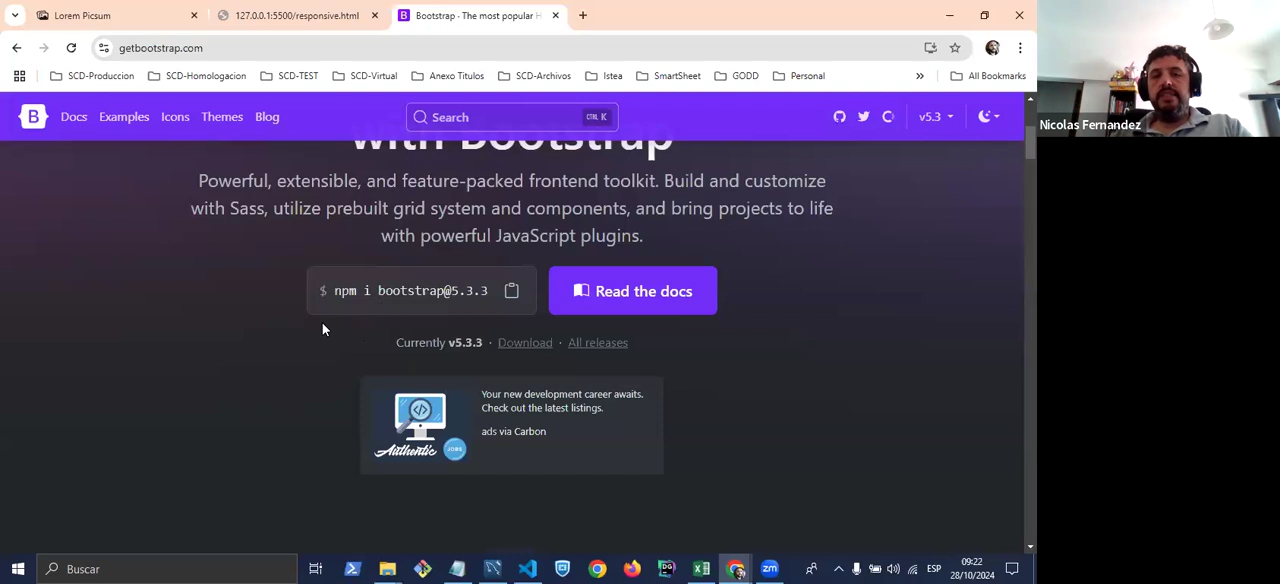 Lorem Picsum
127.0.0.1:5500/responsive.html
Bootstrap · The most popular H
getbootstrap.com
SCD-Produccion
SCD-Homologacion
SCD-TEST
SCD-Virtual
Anexo Titulos
SCD-Archivos
Istea
SmartSheet
GODD
Personal
»
All Bookmarks
B
Docs
Examples
Icons
Themes
Blog
Search
CTRL K
v5.3
with Bootstrap
Powerful, extensible, and feature-packed frontend toolkit. Build and customize
with Sass, utilize prebuilt grid system and components, and bring projects to life
with powerful JavaScript plugins.
$ npm i bootstrap@5.3.3
Read the docs
Currently v5.3.3 · Download · All releases
Your new development career awaits.
Check out the latest listings.
ads via Carbon
Authentic
JOBS
Nicolas Fernandez
Buscar
DG
zm
ESP
09:22
28/10/2024